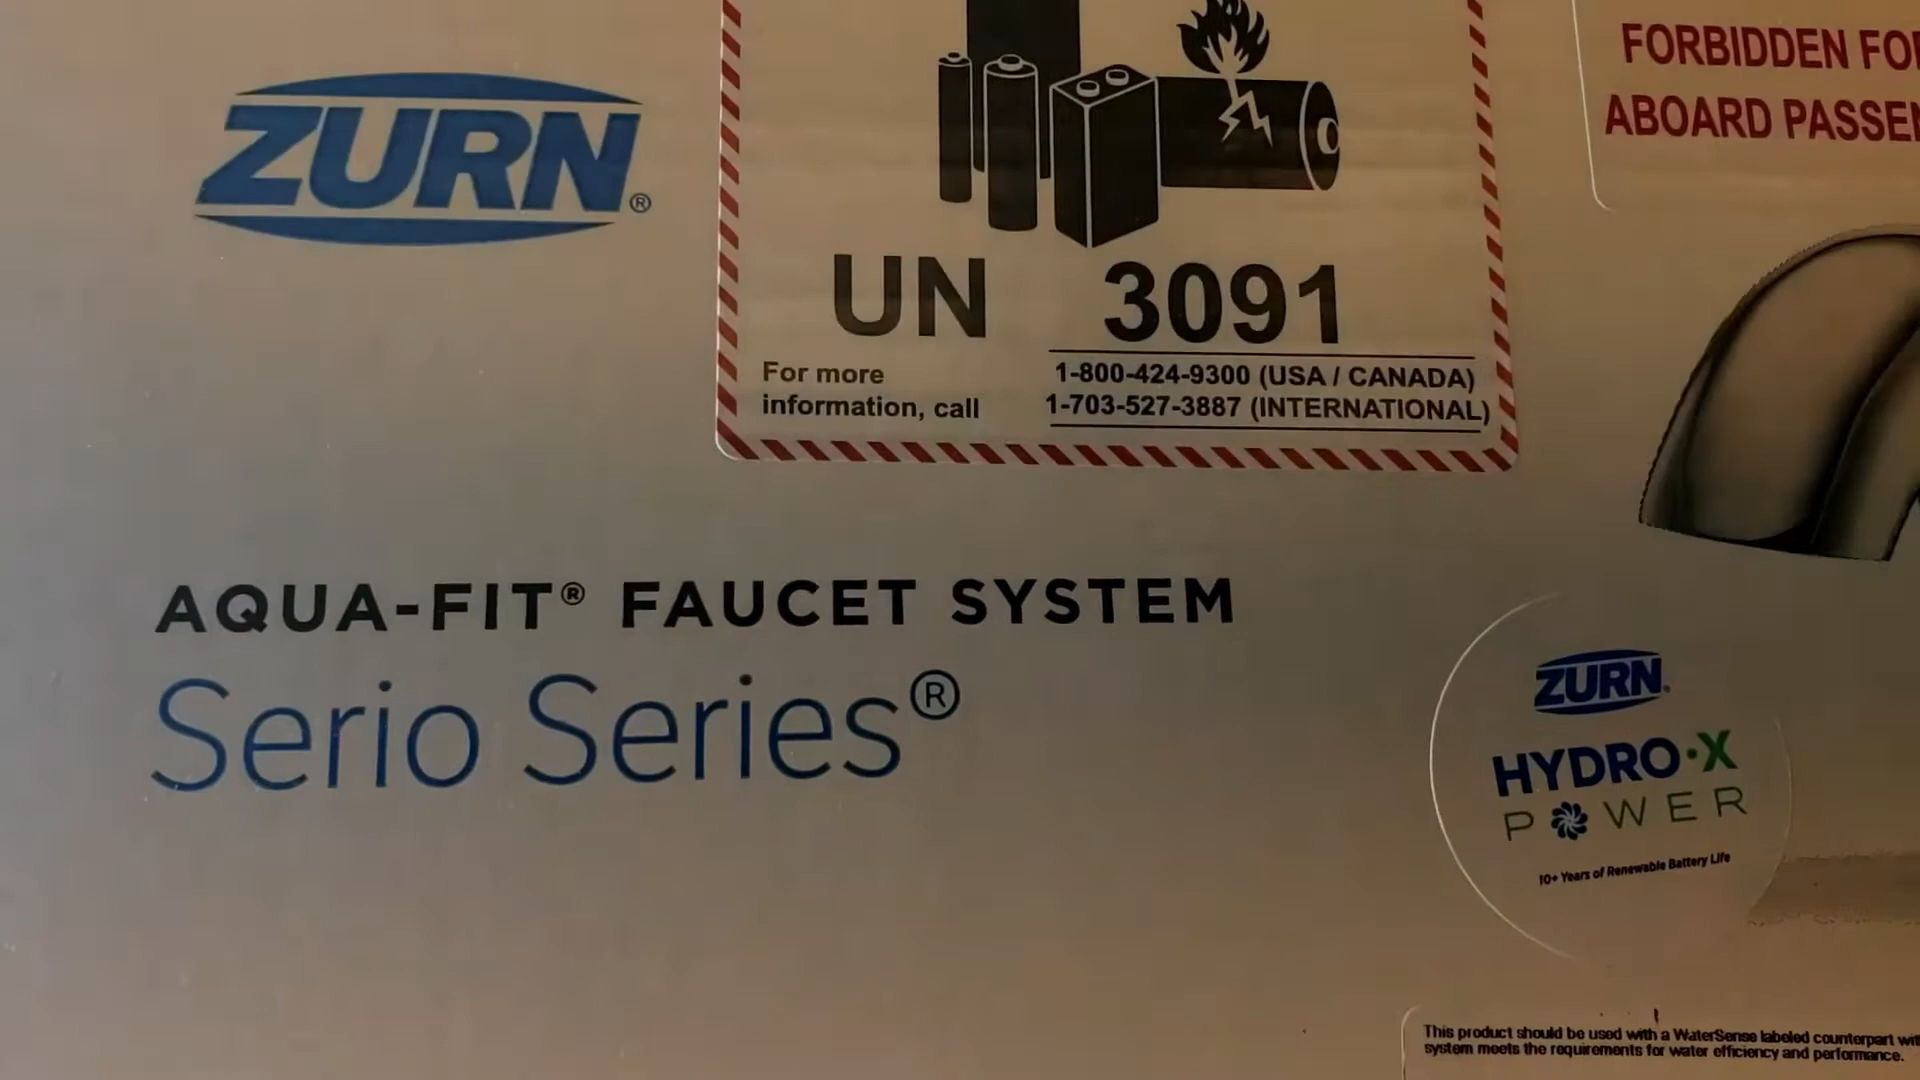 ZURN®
UN 3091
For more
information, call
1-800-424-9300 (USA / CANADA)
1-703-527-3887 (INTERNATIONAL)
FORBIDDEN FO
ABOARD PASSEN
AQUA-FIT® FAUCET SYSTEM
Serio Series®
ZURN®
HYDRO·X
POWER
10+ Years of Renewable Battery Life
This product should be used with a WaterSense labeled counterpart wit
system meets the requirements for water efficiency and performance.